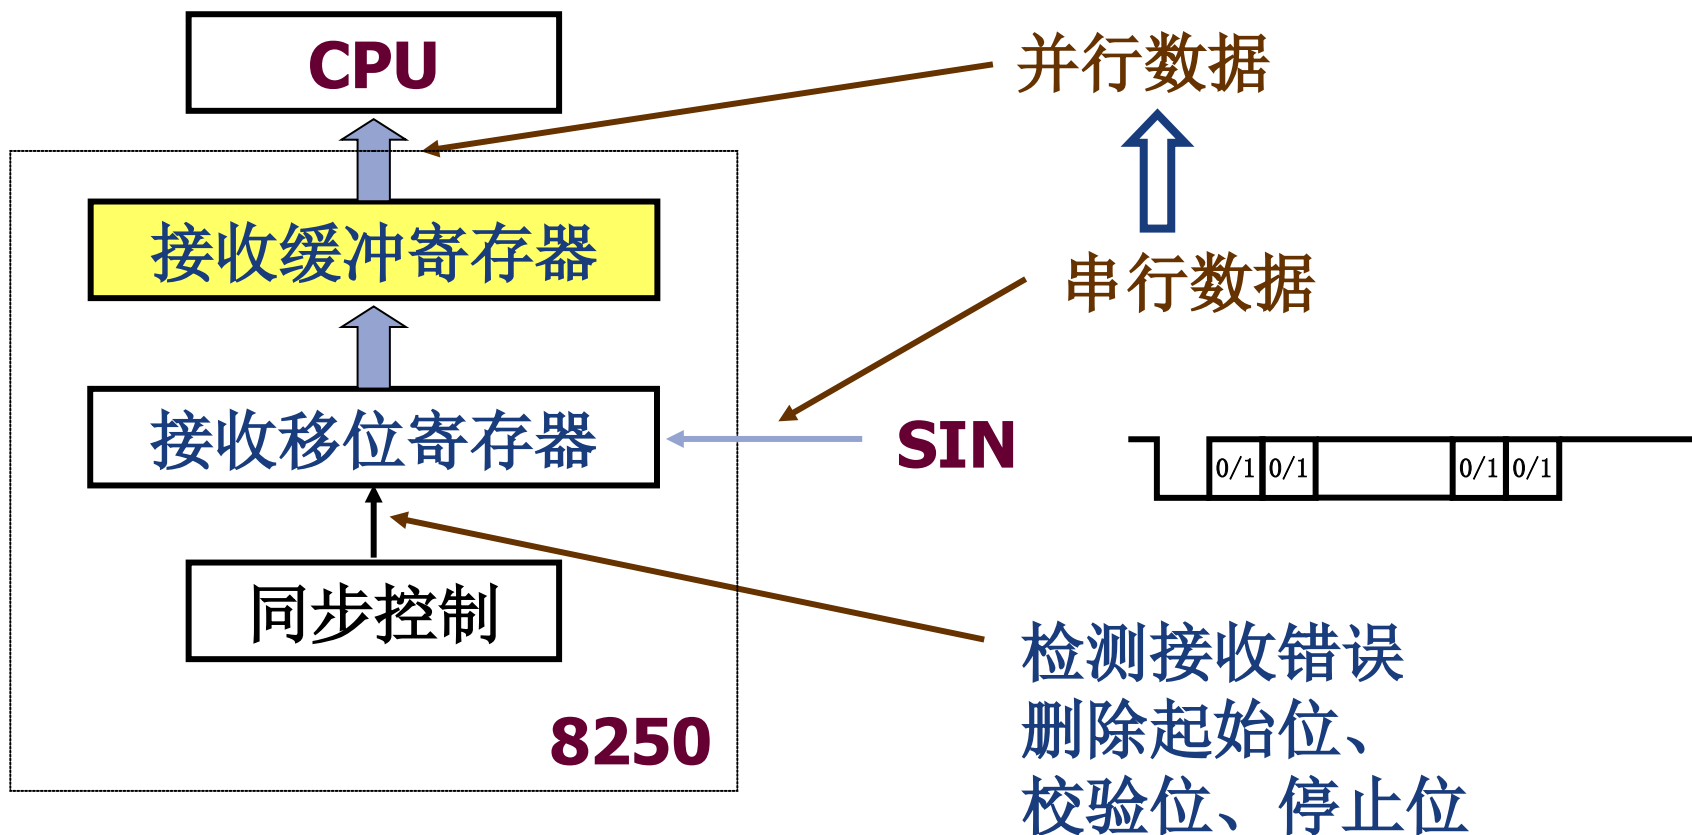 CPU
并行数据
接收缓冲寄存器
串行数据
接收移位寄存器
SIN
0/1 0/1 0/1 0/1
同步控制
8250
检测接收错误
删除起始位、
校验位、停止位